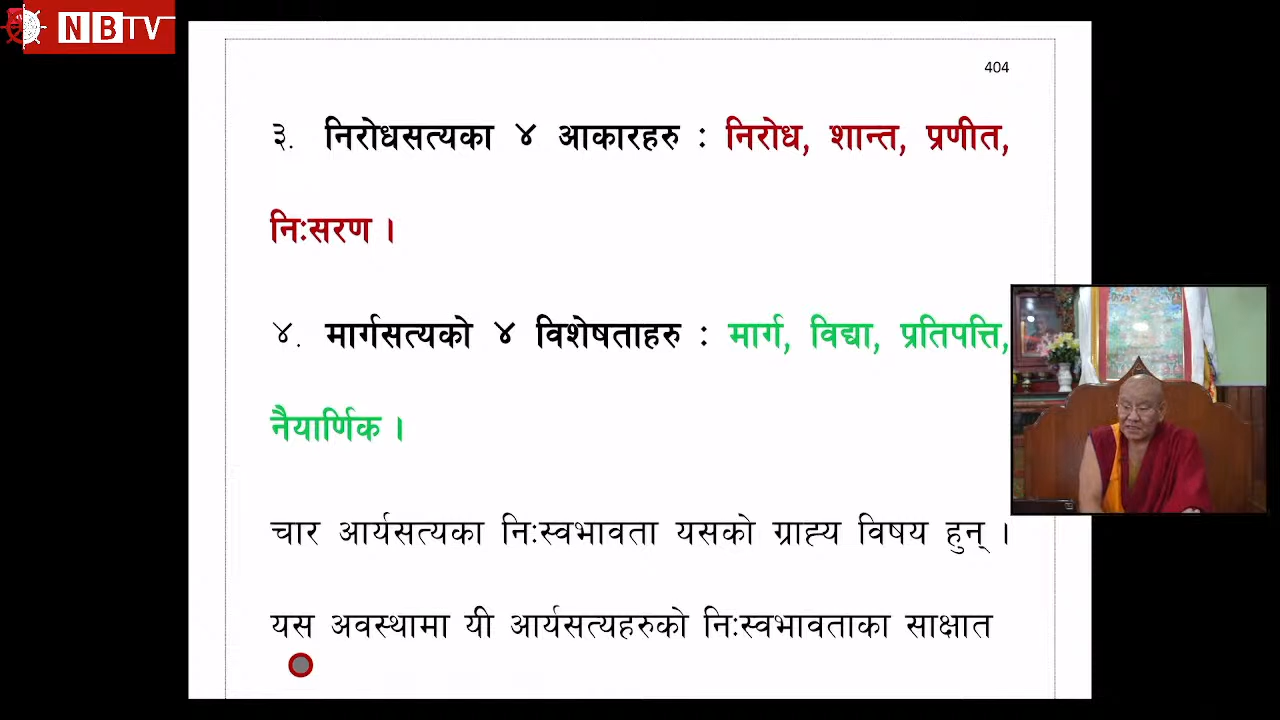 NBTV
404
३. निरोधसत्यका ४ आकारहरु : निरोध, शान्त, प्रणीत,
निःसरण ।
४. मार्गसत्यको ४ विशेषताहरु : मार्ग, विद्या, प्रतिपत्ति,
नैयार्णिक ।
चार आर्यसत्यका निःस्वभावता यसको ग्राह्य विषय हुन् ।
यस अवस्थामा यी आर्यसत्यहरुको निःस्वभावताका साक्षात